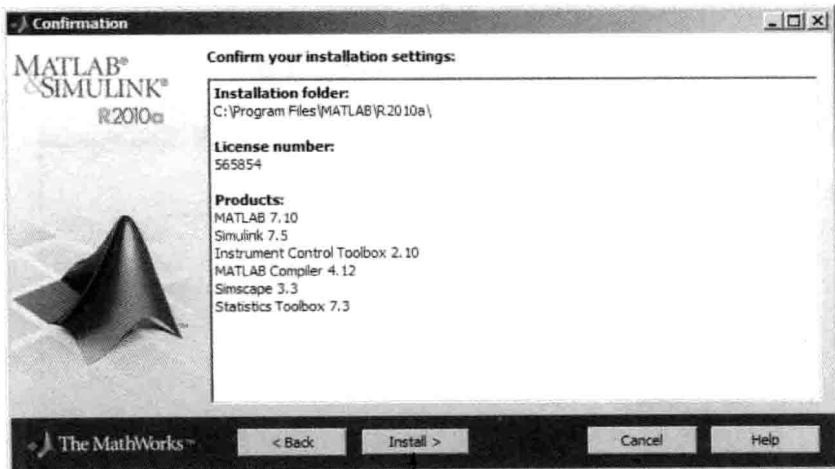 Confirmation
MATLAB®
&SIMULINK®
R2010a
Confirm your installation settings:
Installation folder:
C:\Program Files\MATLAB\R2010a\
License number:
565854
Products:
MATLAB 7.10
Simulink 7.5
Instrument Control Toolbox 2.10
MATLAB Compiler 4.12
Simscape 3.3
Statistics Toolbox 7.3
The MathWorks™
< Back
Install >
Cancel
Help